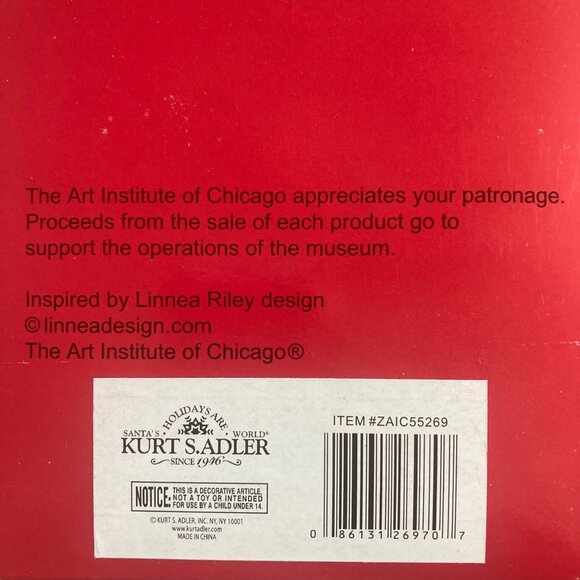 The Art Institute of Chicago appreciates your patronage.
Proceeds from the sale of each product go to
support the operations of the museum.
Inspired by Linnea Riley design
©linneadesign.com
The Art Institute of Chicago®
HOLIDAYS ARE
SANTA'S WORLD®
KURT S. ADLER
SINCE 1946
NOTICE: THIS IS A DECORATIVE ARTICLE,
NOT A TOY OR INTENDED
FOR USE BY A CHILD UNDER 14.
© KURT S. ADLER, INC. NY, NY 10001
www.kurtadler.com
MADE IN CHINA
ITEM #ZAIC55269
0 86131 26970 7